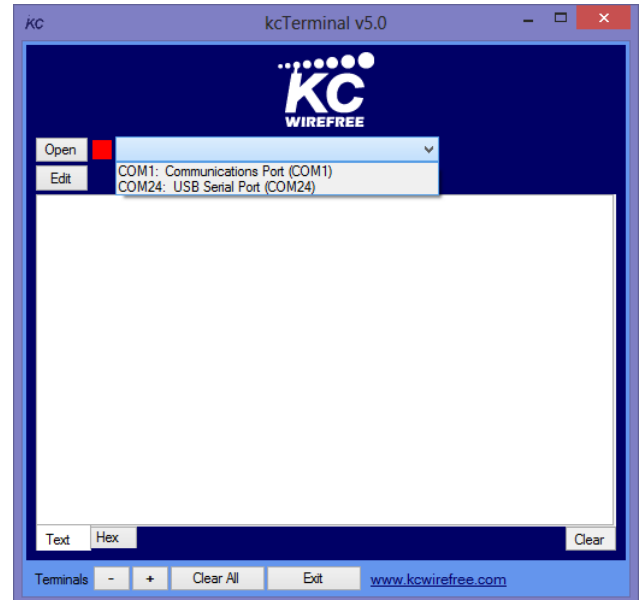 KC kcTerminal v5.0
KC
WIREFREE
Open
COM1: Communications Port (COM1)
Edit
COM24: USB Serial Port (COM24)
Text Hex Clear
Terminals - + Clear All Exit www.kcwirefree.com